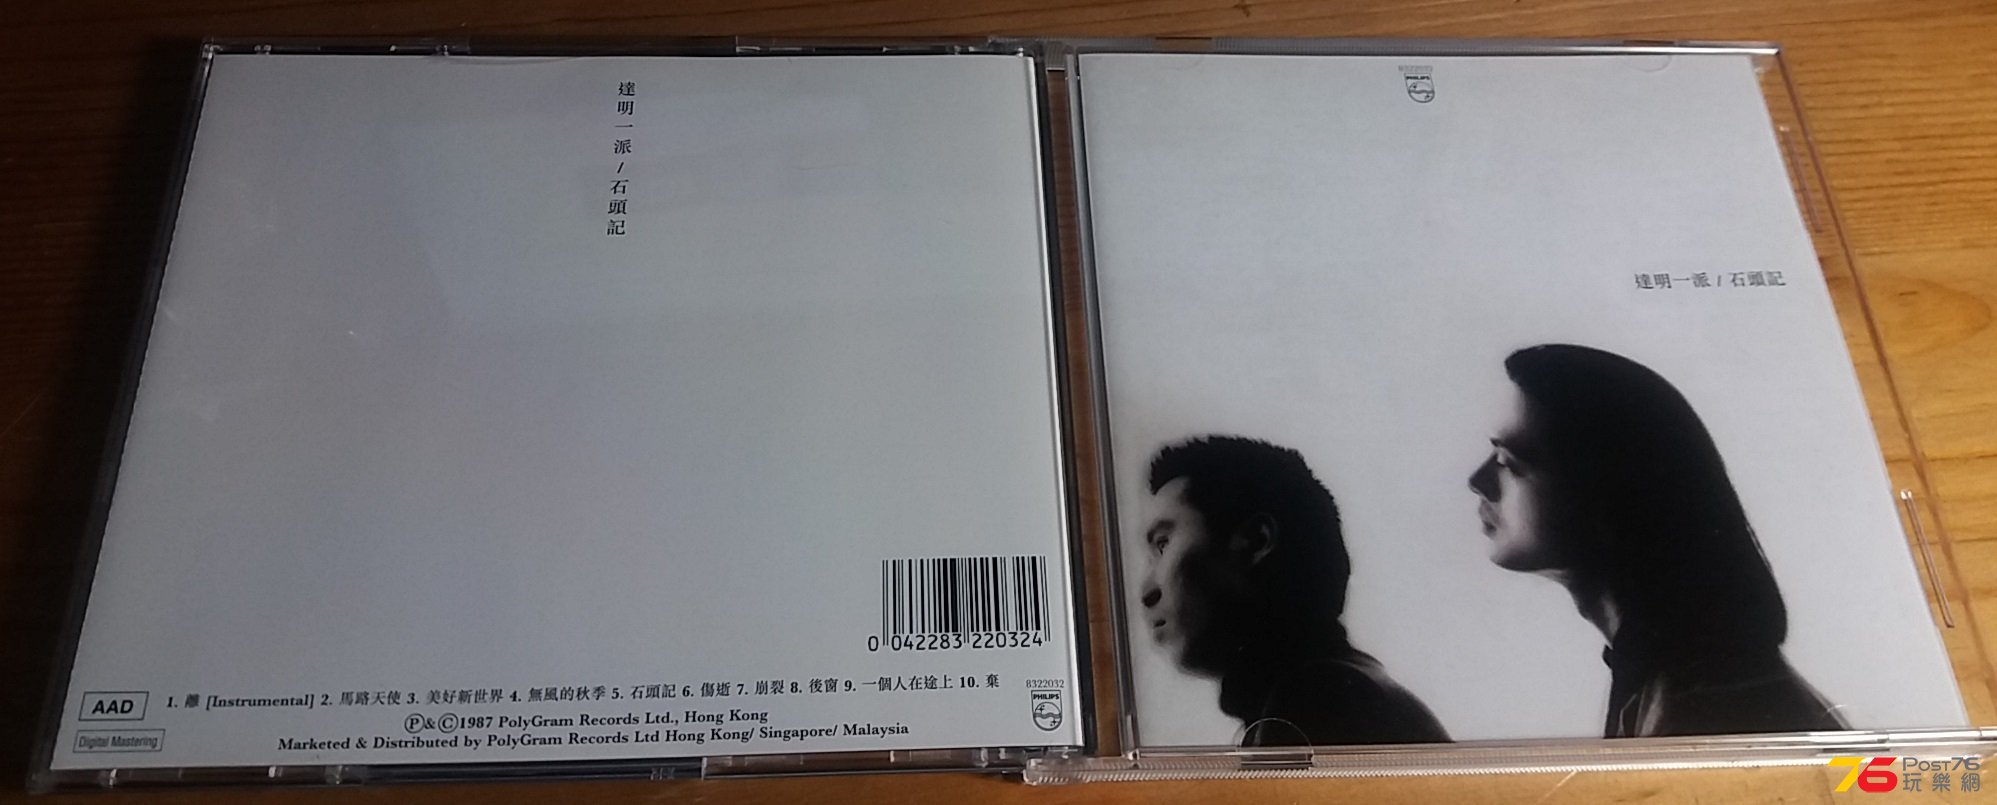 達明一派 / 石頭記
0 042283 220324
AAD
Digital Mastering
1. 離 [Instrumental] 2. 馬路天使 3. 美好新世界 4. 無風的秋季 5. 石頭記 6. 傷逝 7. 崩裂 8. 後窗 9. 一個人在途上 10. 棄
Ⓟ&Ⓒ1987 PolyGram Records Ltd., Hong Kong
Marketed & Distributed by PolyGram Records Ltd Hong Kong/ Singapore/ Malaysia
8322032
PHILIPS
8322032
PHILIPS
達明一派 / 石頭記
76 POST76
玩樂網